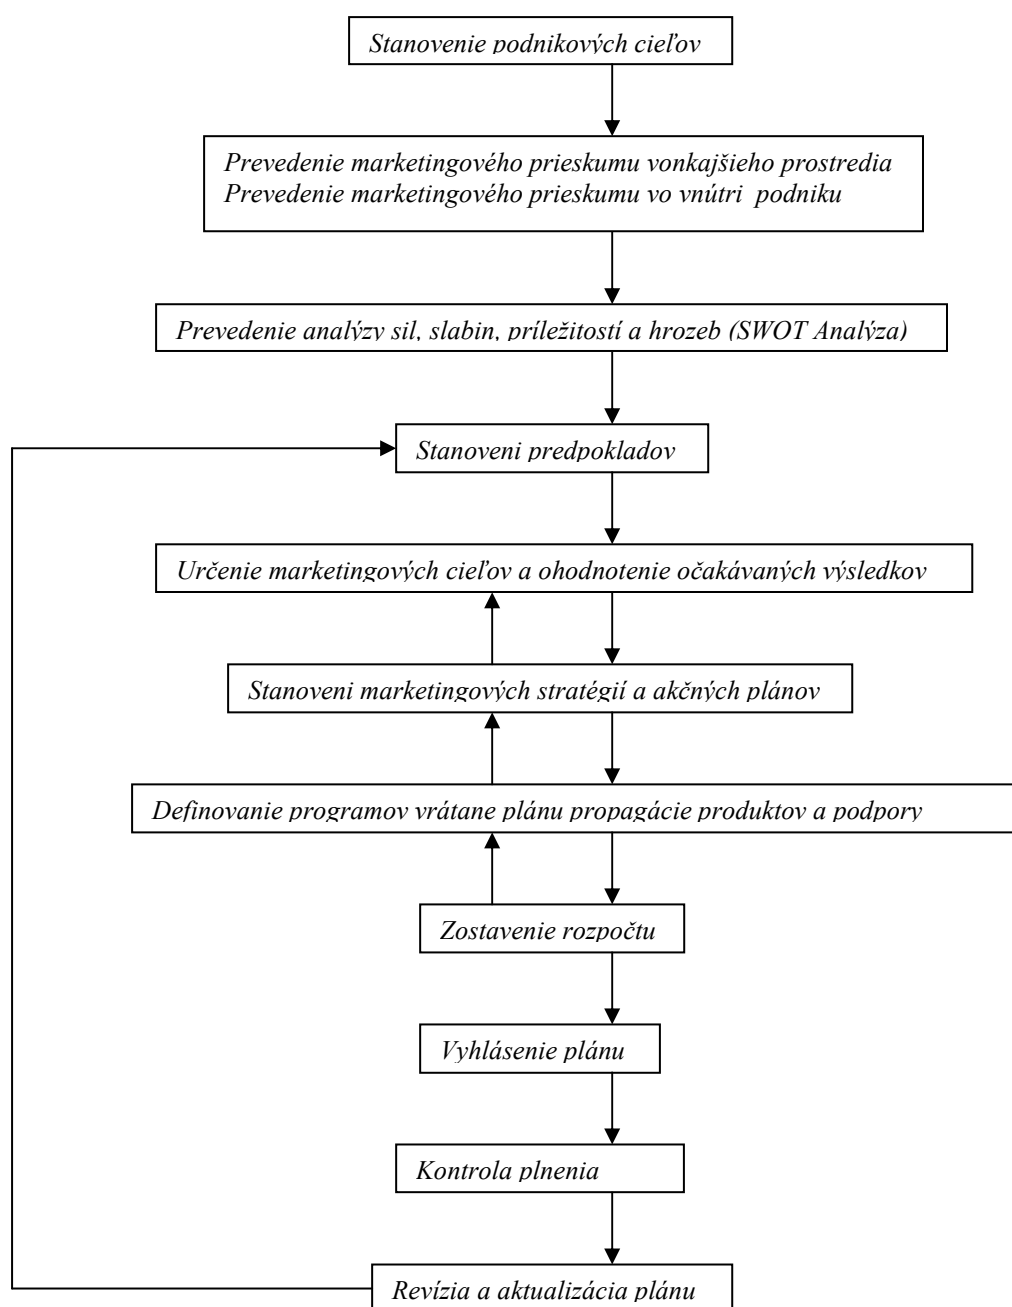 Stanovenie podnikových cieľov
Prevedenie marketingového prieskumu vonkajšieho prostredia
Prevedenie marketingového prieskumu vo vnútri podniku
Prevedenie analýzy sil, slabin, príležitostí a hrozeb (SWOT Analýza)
Stanoveni predpokladov
Určenie marketingových cieľov a ohodnotenie očakávaných výsledkov
Stanoveni marketingových stratégií a akčných plánov
Definovanie programov vrátane plánu propagácie produktov a podpory
Zostavenie rozpočtu
Vyhlásenie plánu
Kontrola plnenia
Revízia a aktualizácia plánu